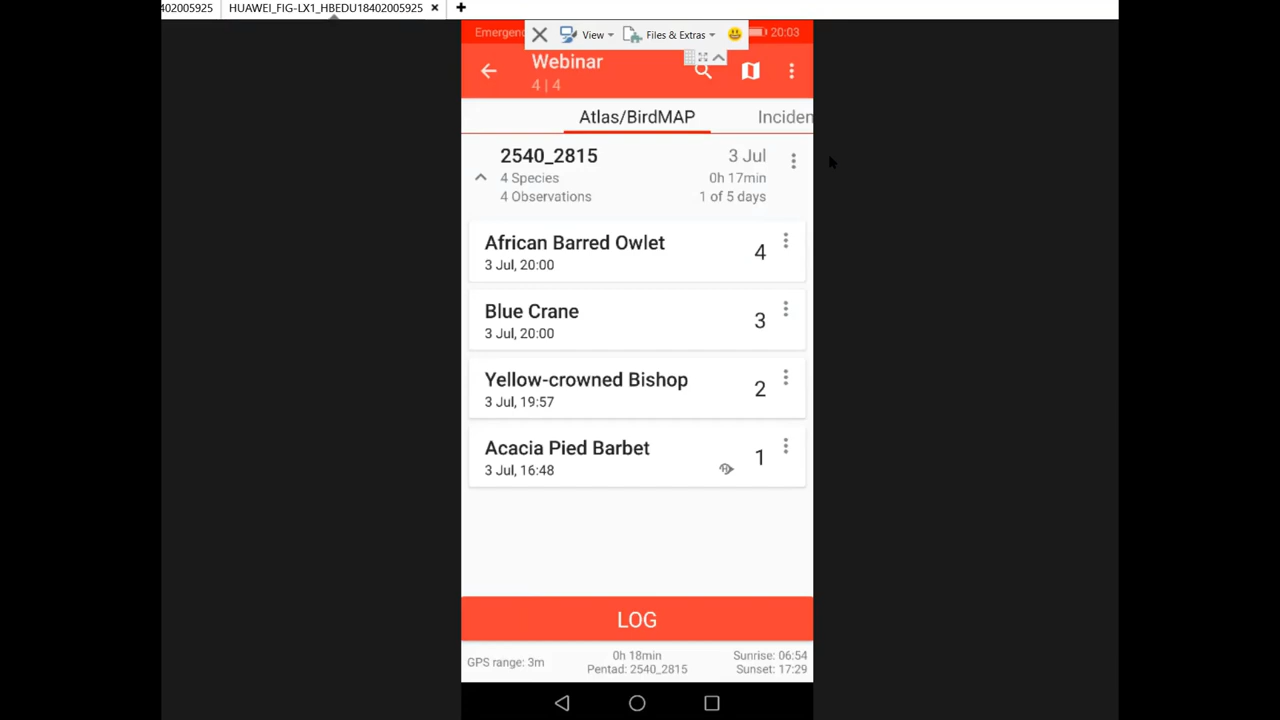 402005925
HUAWEI_FIG-LX1_HBEDU18402005925
Emergenc
View
Files & Extras
20:03
Webinar
4 | 4
Atlas/BirdMAP
Inciden
2540_2815
3 Jul
4 Species
0h 17min
4 Observations
1 of 5 days
African Barred Owlet
4
3 Jul, 20:00
Blue Crane
3
3 Jul, 20:00
Yellow-crowned Bishop
2
3 Jul, 19:57
Acacia Pied Barbet
1
3 Jul, 16:48
LOG
GPS range: 3m
0h 18min
Pentad: 2540_2815
Sunrise: 06:54
Sunset: 17:29